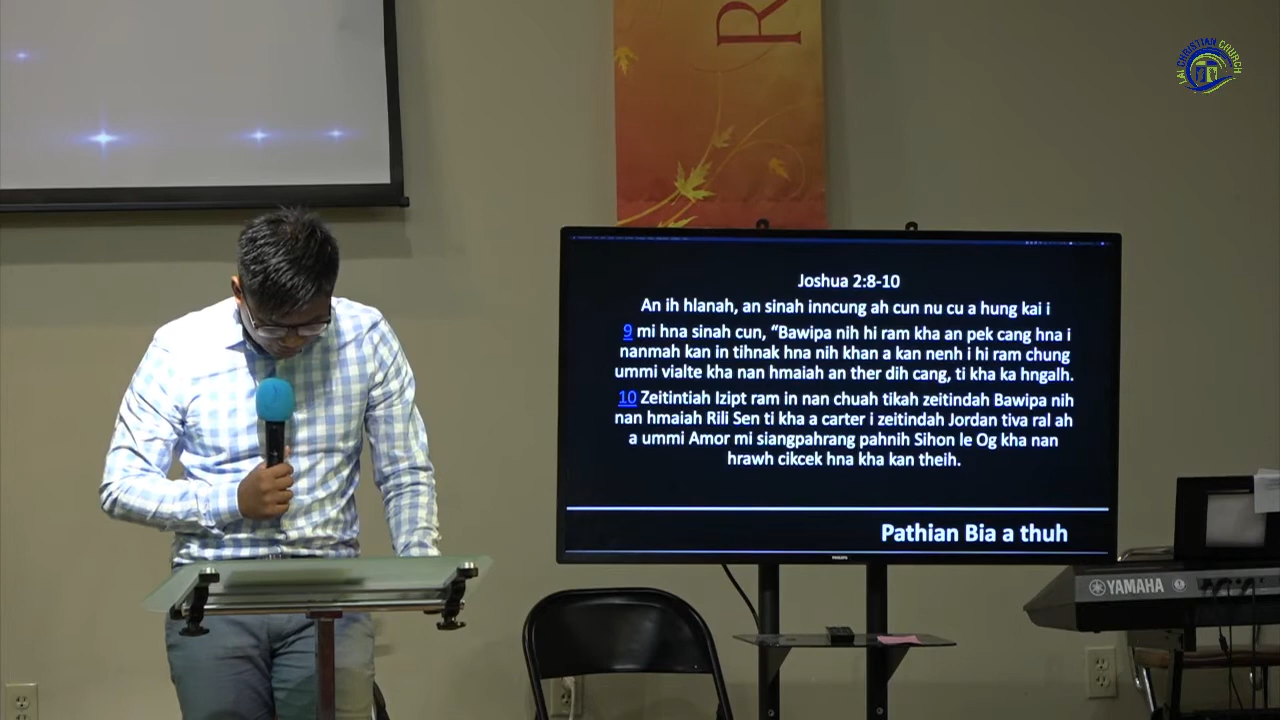 LAI CHRISTIAN CHURCH
R
Joshua 2:8-10
An ih hlanah, an sinah inncung ah cun nu cu a hung kai i
9 mi hna sinah cun, “Bawipa nih hi ram kha an pek cang hna i
nanmah kan in tihnak hna nih khan a kan nenh i hi ram chung
ummi vialte kha nan hmaiah an ther dih cang, ti kha ka hngalh.
10 Zeitintiah Izipt ram in nan chuah tikah zeitindah Bawipa nih
nan hmaiah Rili Sen ti kha a carter i zeitindah Jordan tiva ral ah
a ummi Amor mi siangpahrang pahnih Sihon le Og kha nan
hrawh cikcek hna kha kan theih.
Pathian Bia a thuh
PHILIPS
YAMAHA